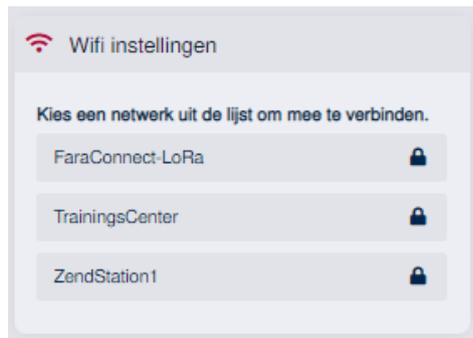 Wifi instellingen
Kies een netwerk uit de lijst om mee te verbinden.
FaraConnect-LoRa
TrainingsCenter
ZendStation1